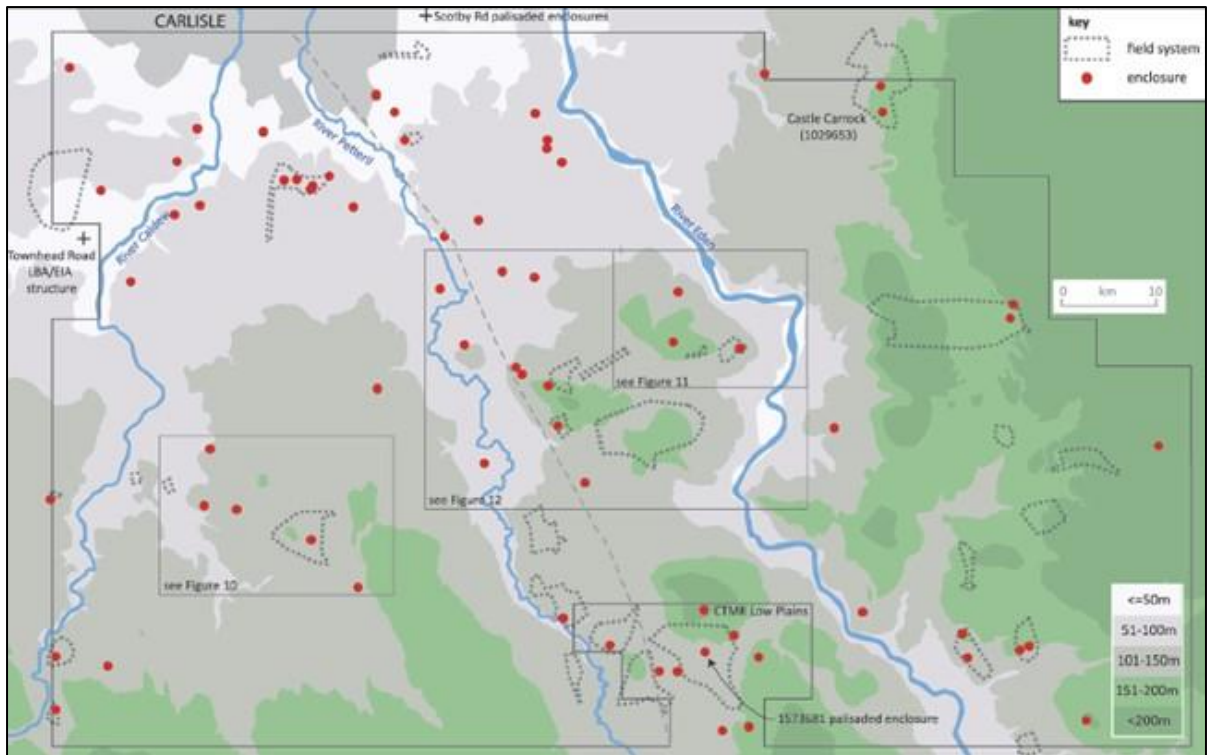 CARLISLE
Scotby Rd palisaded enclosures
key
field system
enclosure
Castle Carrock
(1029653)
River Petteril
River Eden
River Caldew
Townhead Road
LBA/EIA
structure
0 km 10
see Figure 11
see Figure 12
see Figure 10
CTMR Low Plains
1573681 palisaded enclosure
<=50m
51-100m
101-150m
151-200m
<200m